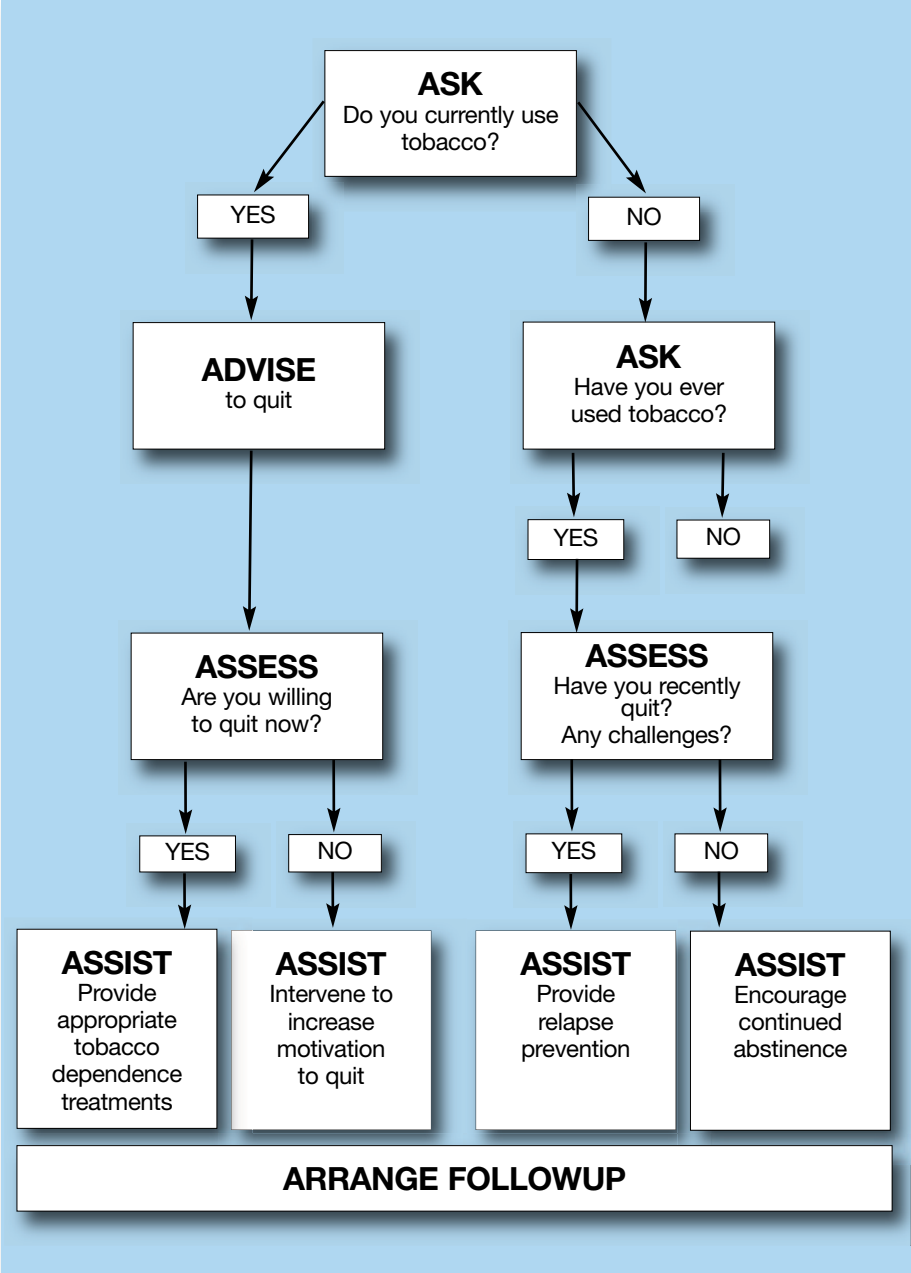 ASK
Do you currently use
tobacco?
YES
NO
ADVISE
to quit
ASK
Have you ever
used tobacco?
YES
NO
ASSESS
Are you willing
to quit now?
ASSESS
Have you recently
quit?
Any challenges?
YES
NO
YES
NO
ASSIST
Provide
appropriate
tobacco
dependence
treatments
ASSIST
Intervene to
increase
motivation
to quit
ASSIST
Provide
relapse
prevention
ASSIST
Encourage
continued
abstinence
ARRANGE FOLLOWUP